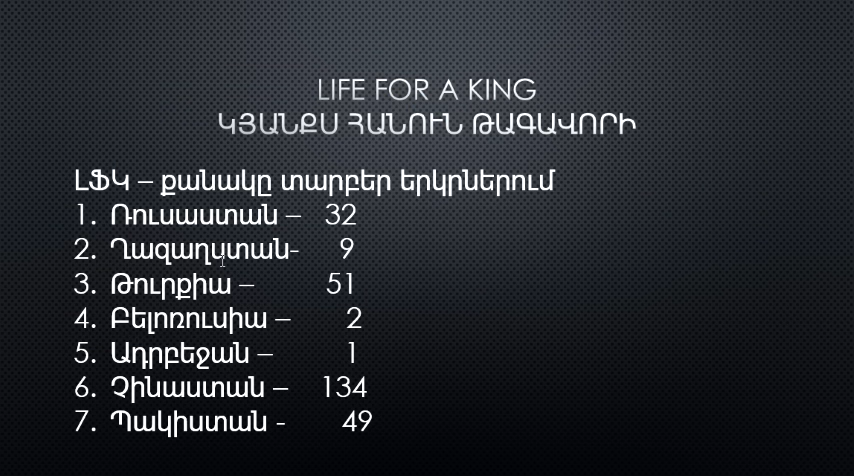 LIFE FOR A KING
ԿՅԱՆՔՍ ՀԱՆՈՒՆ ԹԱԳԱՎՈՐԻ
ԼՖԿ – քանակը տարբեր երկրներում
1. Ռուսաստան – 32
2. Ղազաղստան- 9
3. Թուրքիա – 51
4. Բելոռուսիա – 2
5. Ադրբեջան – 1
6. Չինաստան – 134
7. Պակիստան - 49